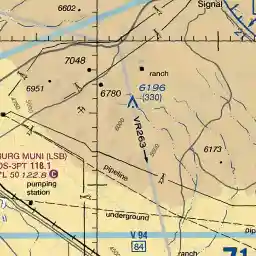 6602
Signal
7048
ranch
6951
6780
6196
(330)
VR263
6173
BURG MUNI (LSB)
OS-3PT 118.1
L 50 122.8 C
pipeline
pumping
station
underground
V 94
84
ranch
71